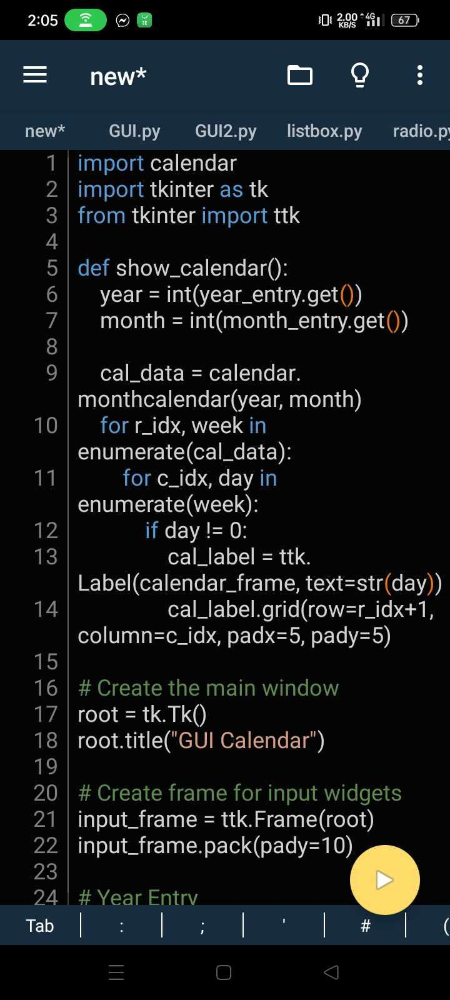 2:05 2.00 KB/S 4G 67
new*
new* GUI.py GUI2.py listbox.py radio.py
1 import calendar
2 import tkinter as tk
3 from tkinter import ttk
4
5 def show_calendar():
6 year = int(year_entry.get())
7 month = int(month_entry.get())
8
9 cal_data = calendar.
monthcalendar(year, month)
10 for r_idx, week in
enumerate(cal_data):
11 for c_idx, day in
enumerate(week):
12 if day != 0:
13 cal_label = ttk.
Label(calendar_frame, text=str(day))
14 cal_label.grid(row=r_idx+1,
column=c_idx, padx=5, pady=5)
15
16 # Create the main window
17 root = tk.Tk()
18 root.title("GUI Calendar")
19
20 # Create frame for input widgets
21 input_frame = ttk.Frame(root)
22 input_frame.pack(pady=10)
23
24 # Year Entry
Tab : ; ' # (